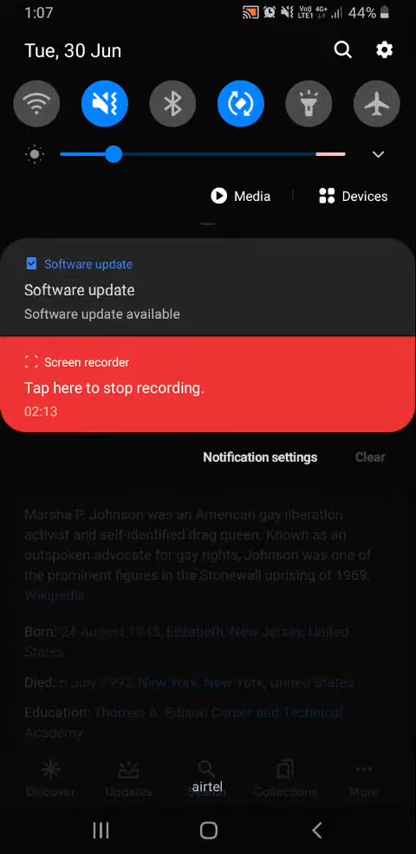 1:07
Vo)) LTE1 4G+ 44%
Tue, 30 Jun
Media
Devices
Software update
Software update
Software update available
Screen recorder
Tap here to stop recording.
02:13
Notification settings
Clear
Marsha P. Johnson was an American gay liberation
activist and self-identified drag queen. Known as an
outspoken advocate for gay rights, Johnson was one of
the prominent figures in the Stonewall uprising of 1969.
Wikipedia
Born: 24 August 1945, Elizabeth, New Jersey, United
States
Died: 6 July 1992, New York, New York, United States
Education: Thomas A. Edison Career and Technical
Academy
airtel
Discover Updates Search Collections More